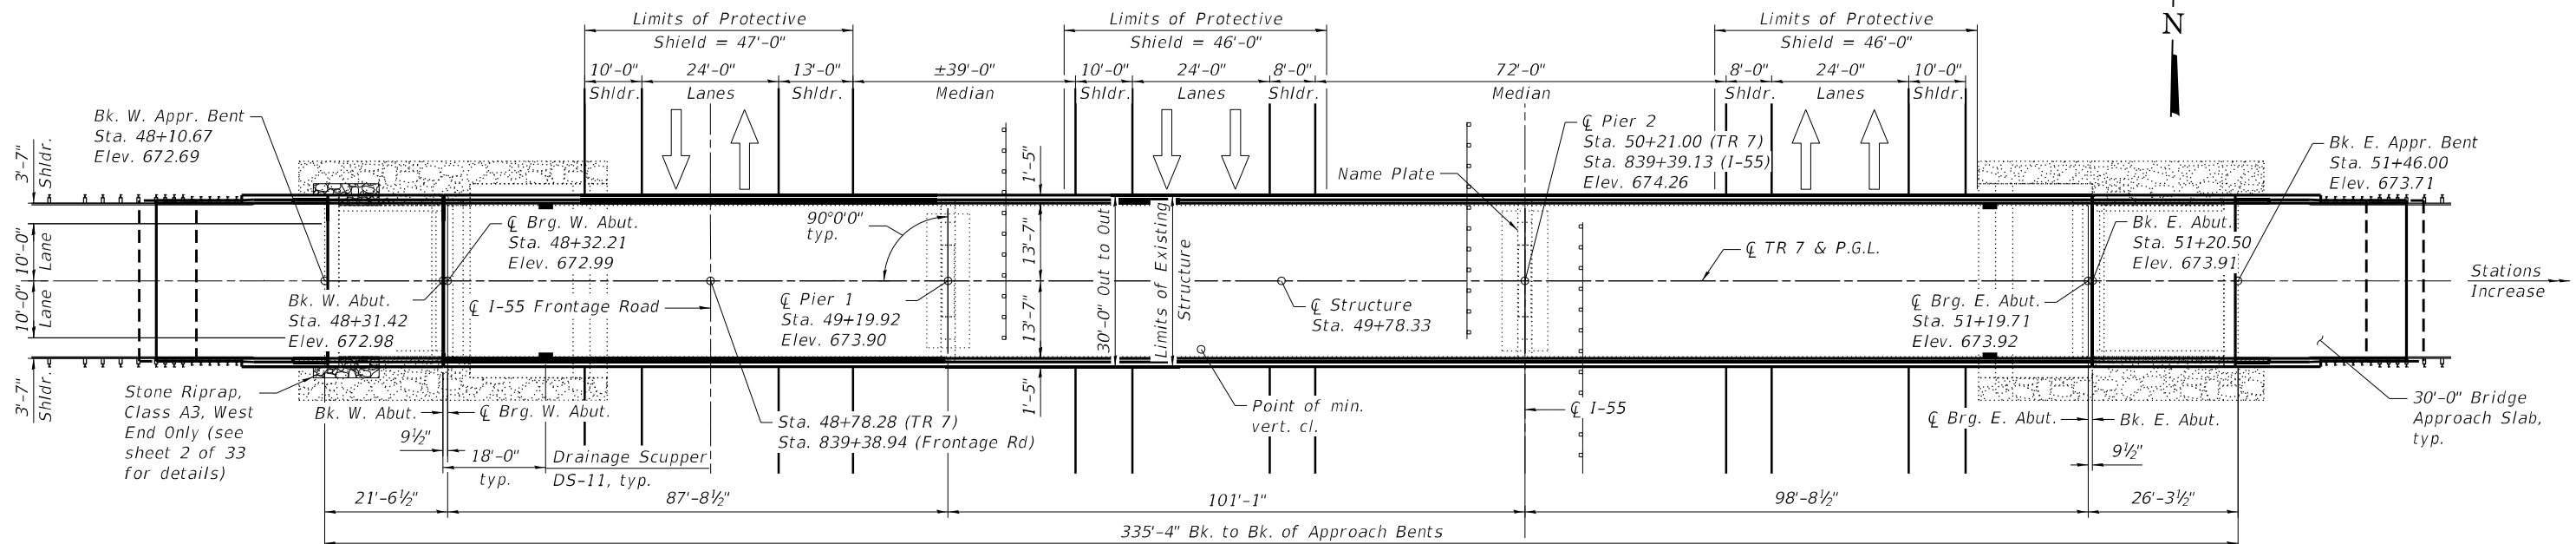 Limits of Protective
Shield = 47'-0"
Limits of Protective
Shield = 46'-0"
Limits of Protective
Shield = 46'-0"
N
10'-0"
Shldr.
24'-0"
Lanes
13'-0"
Shldr.
±39'-0"
Median
10'-0"
Shldr.
24'-0"
Lanes
8'-0"
Shldr.
72'-0"
Median
8'-0"
Shldr.
24'-0"
Lanes
10'-0"
Shldr.
Bk. W. Appr. Bent
Sta. 48+10.67
Elev. 672.69
℄ Pier 2
Sta. 50+21.00 (TR 7)
Sta. 839+39.13 (I-55)
Elev. 674.26
Bk. E. Appr. Bent
Sta. 51+46.00
Elev. 673.71
Name Plate
3'-7"
Shldr.
10'-0"
Lane
10'-0"
Lane
3'-7"
Shldr.
℄ Brg. W. Abut.
Sta. 48+32.21
Elev. 672.99
90°0'0"
typ.
1'-5"
13'-7"
13'-7"
1'-5"
30'-0" Out to Out
Limits of Existing
Structure
℄ TR 7 & P.G.L.
Bk. E. Abut.
Sta. 51+20.50
Elev. 673.91
Stations
Increase
Bk. W. Abut.
Sta. 48+31.42
Elev. 672.98
℄ I-55 Frontage Road
℄ Pier 1
Sta. 49+19.92
Elev. 673.90
℄ Structure
Sta. 49+78.33
℄ Brg. E. Abut.
Sta. 51+19.71
Elev. 673.92
Stone Riprap,
Class A3, West
End Only (see
sheet 2 of 33
for details)
Bk. W. Abut.
℄ Brg. W. Abut.
9½"
18'-0"
typ.
Drainage Scupper
DS-11, typ.
Sta. 48+78.28 (TR 7)
Sta. 839+38.94 (Frontage Rd)
Point of min.
vert. cl.
℄ I-55
℄ Brg. E. Abut.
Bk. E. Abut.
9½"
30'-0" Bridge
Approach Slab,
typ.
21'-6½"
87'-8½"
101'-1"
98'-8½"
26'-3½"
335'-4" Bk. to Bk. of Approach Bents